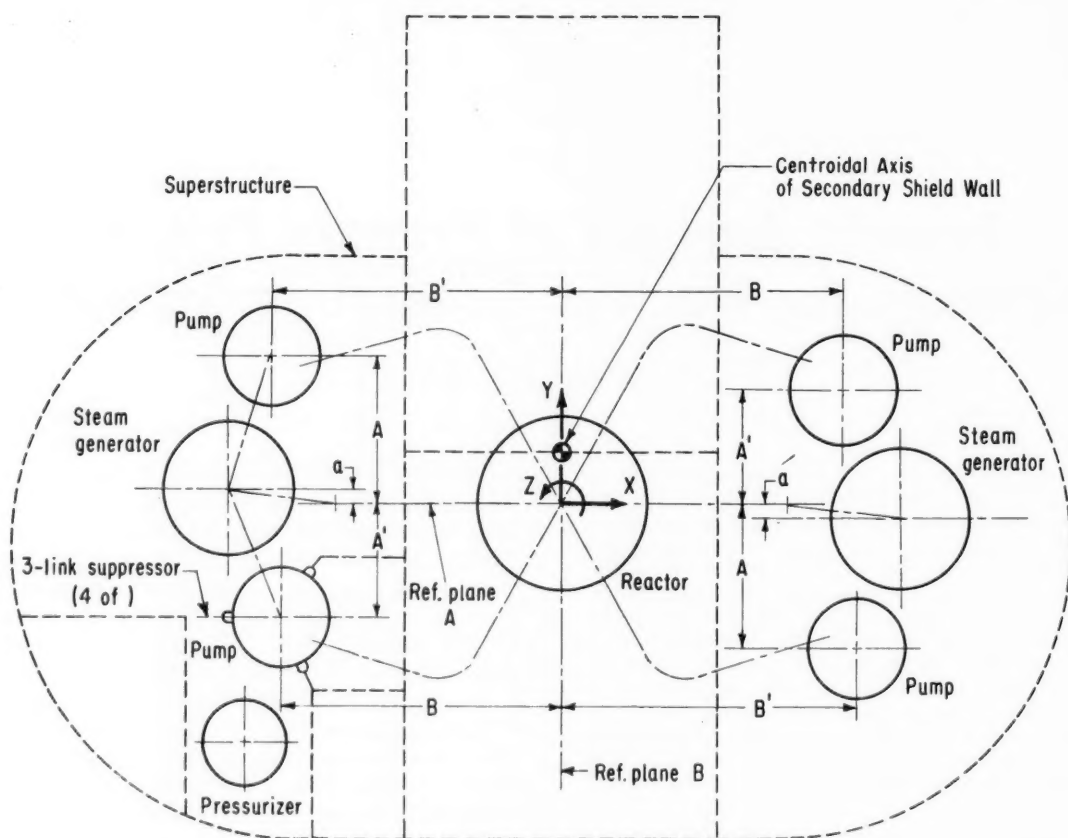 Centroidal Axis
of Secondary Shield Wall
Superstructure
B'
B
Pump
Pump
Y
Steam
generator
A
A'
Steam
generator
a
Z
X
a'
3-link suppressor
(4 of )
A'
Ref. plane
A
Reactor
A
Pump
Pump
B
B'
Ref. plane B
Pressurizer